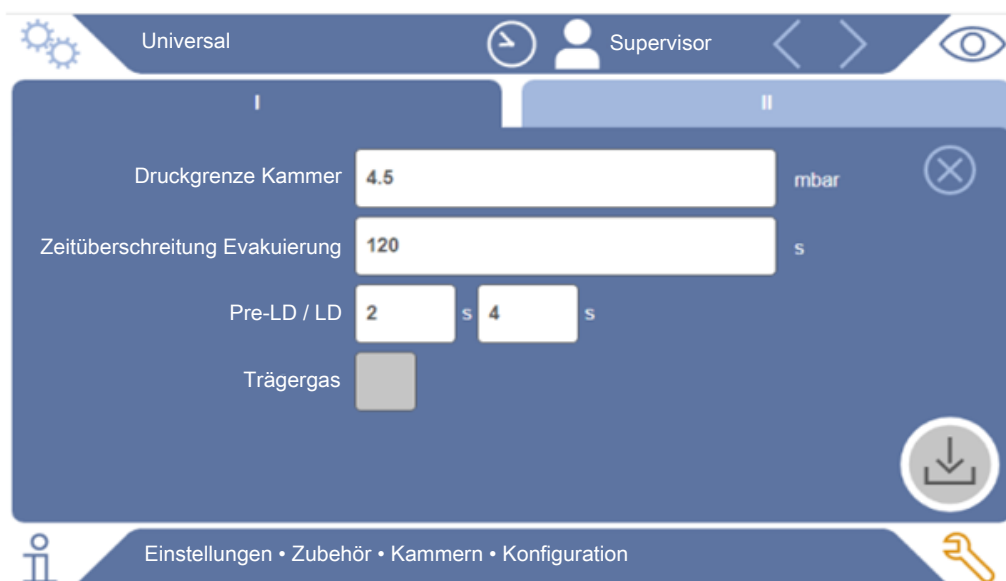 Universal Supervisor
I II
Druckgrenze Kammer 4.5 mbar
Zeitüberschreitung Evakuierung 120 s
Pre-LD / LD 2 s 4 s
Trägergas
Einstellungen • Zubehör • Kammern • Konfiguration